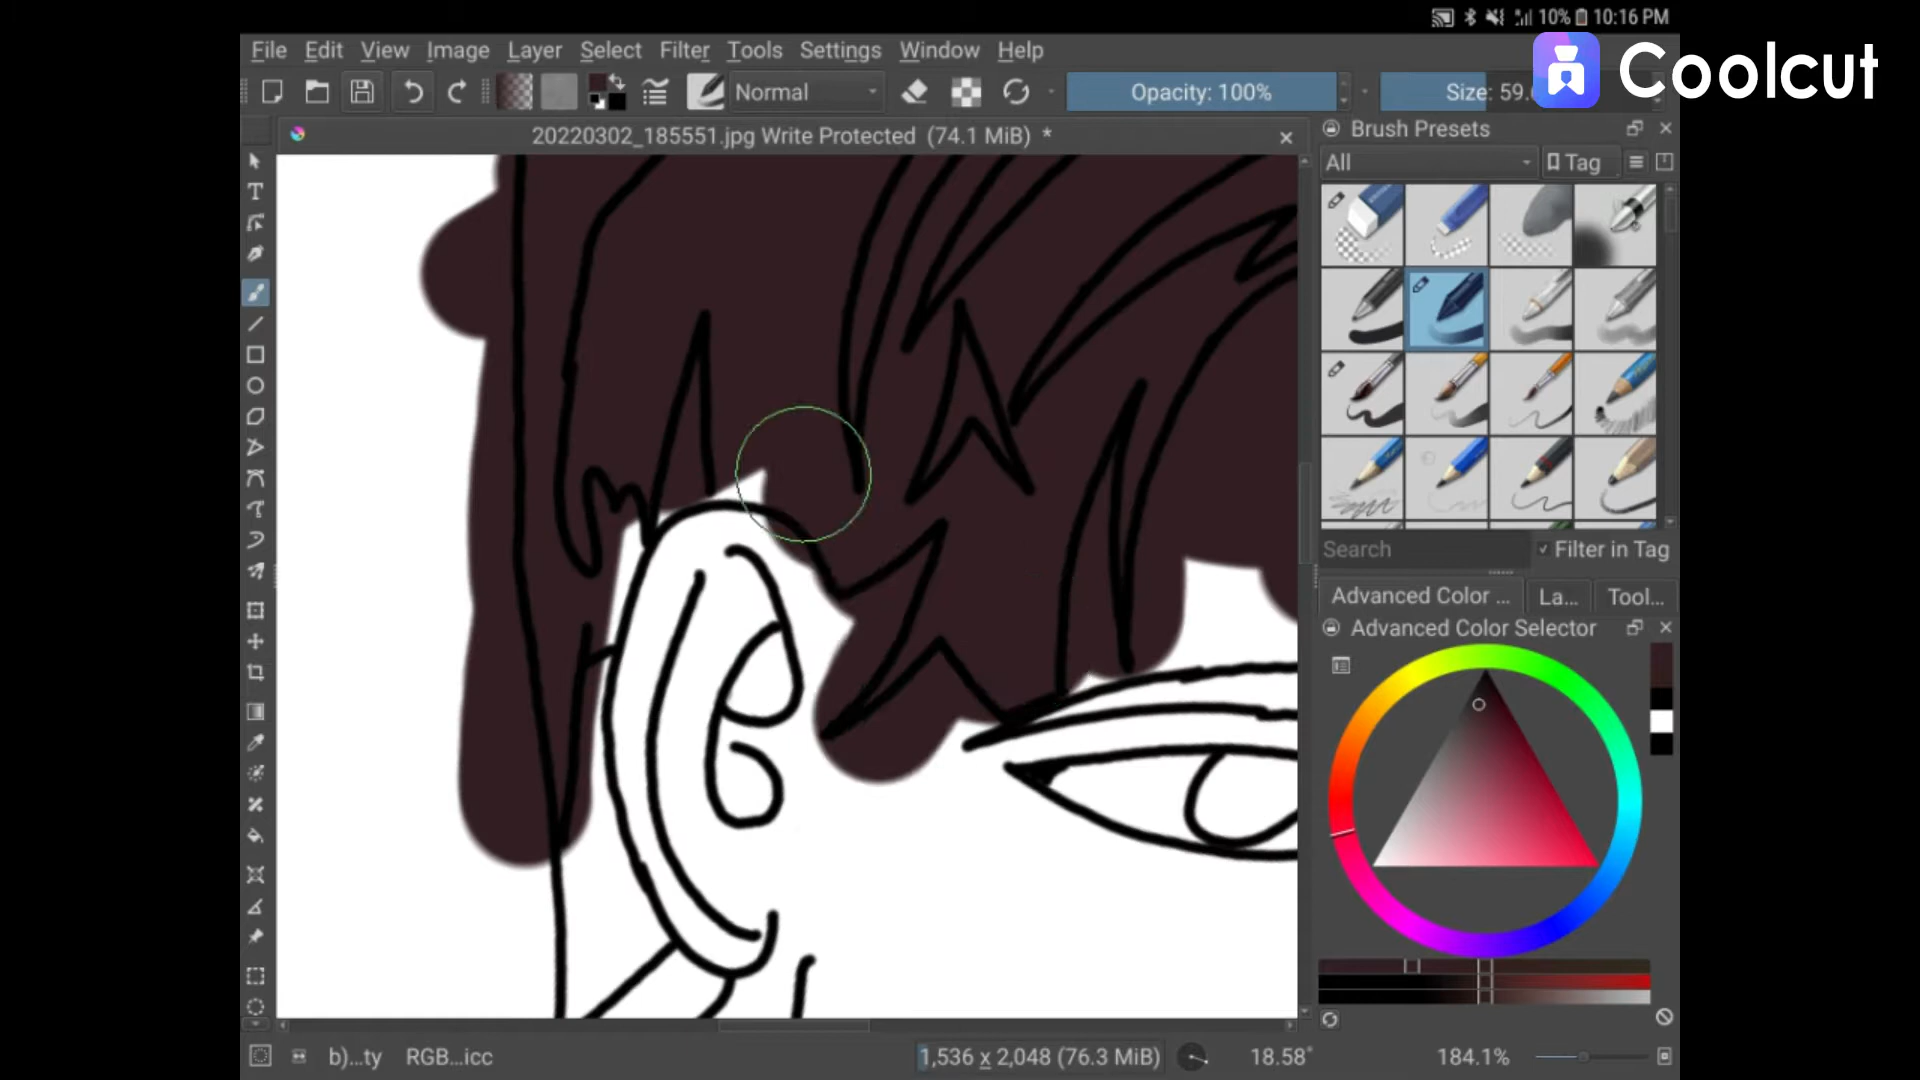 10% 10:16 PM
Coolcut
File Edit View Image Layer Select Filter Tools Settings Window Help
Normal Opacity: 100% Size: 59.
20220302_185551.jpg Write Protected (74.1 MiB) *
Brush Presets
All Tag
Search Filter in Tag
Advanced Color ... La... Tool...
Advanced Color Selector
b)...ty RGB...icc 1,536 x 2,048 (76.3 MiB) 18.58° 184.1%